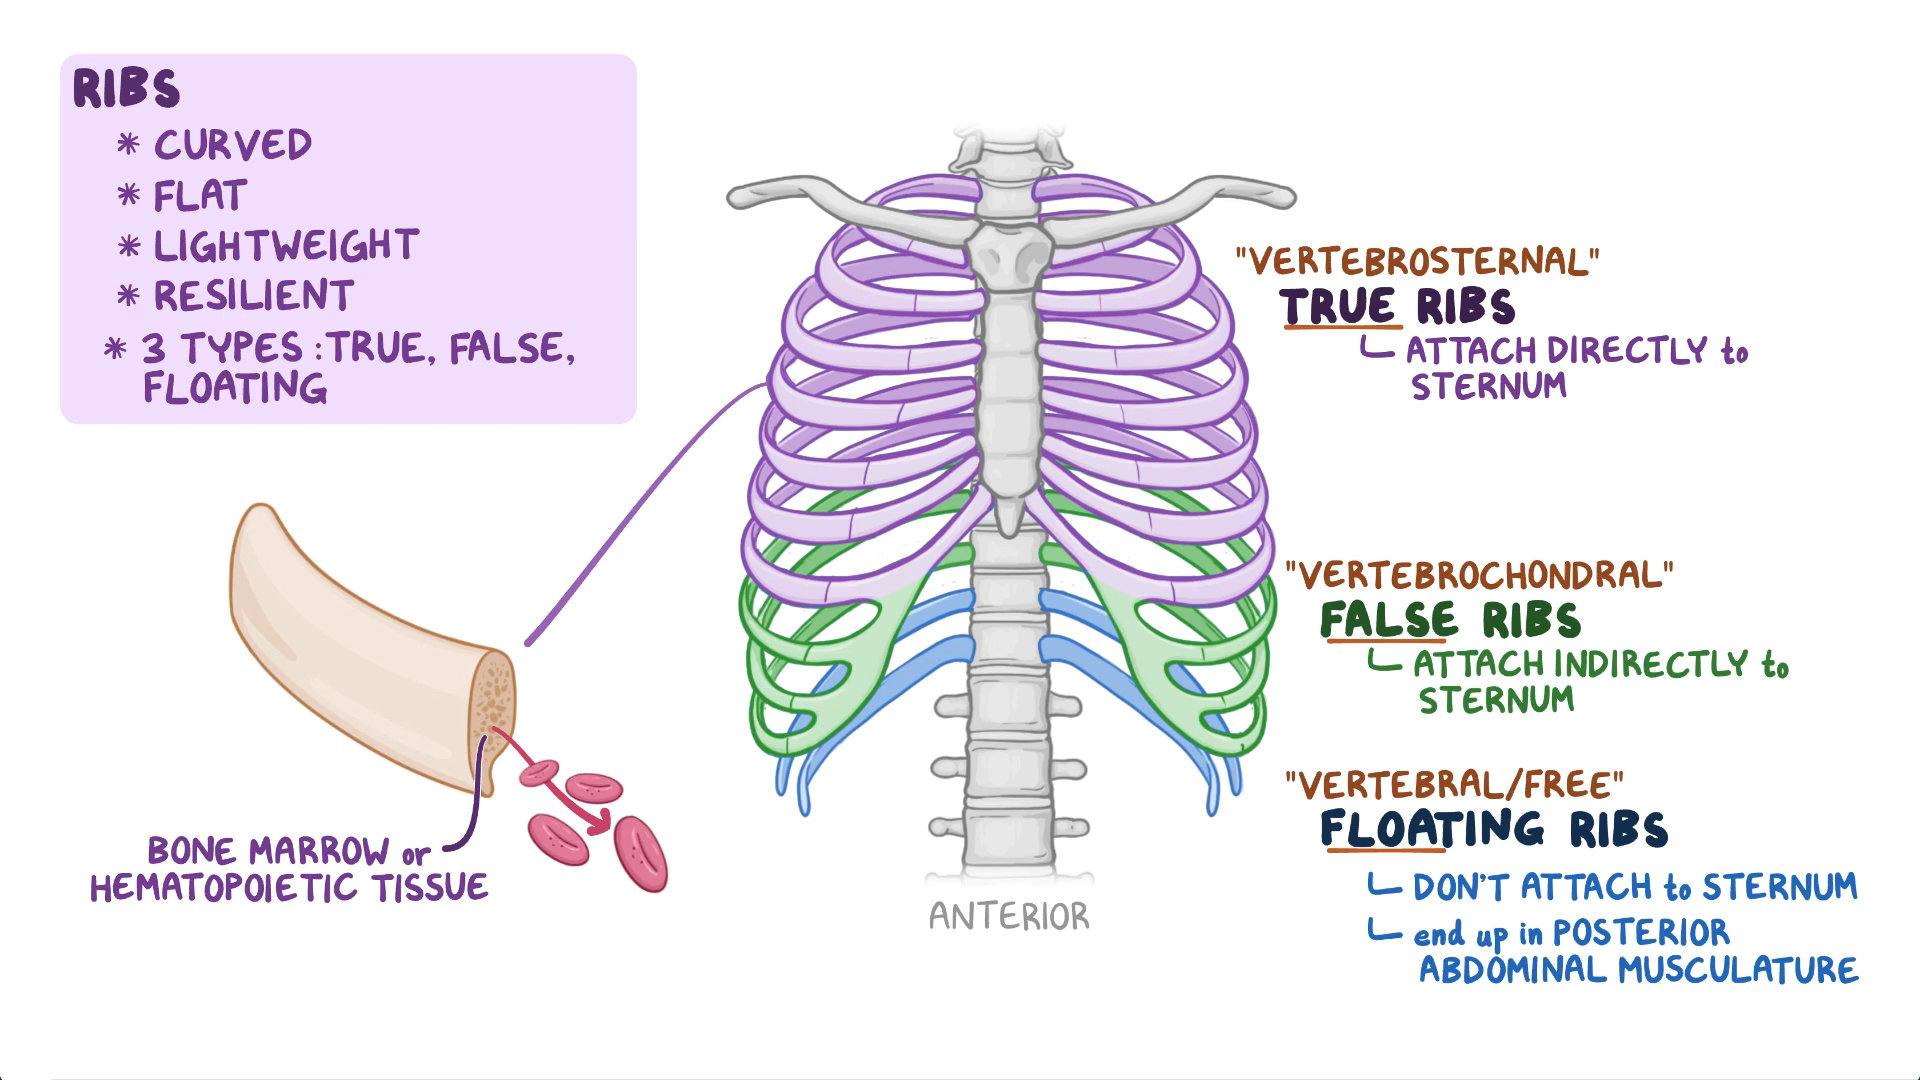 RIBS
* CURVED
* FLAT
* LIGHTWEIGHT
* RESILIENT
* 3 TYPES : TRUE, FALSE,
FLOATING
BONE MARROW or
HEMATOPOIETIC TISSUE
ANTERIOR
"VERTEBROSTERNAL"
TRUE RIBS
ATTACH DIRECTLY to
STERNUM
"VERTEBROCHONDRAL"
FALSE RIBS
ATTACH INDIRECTLY to
STERNUM
"VERTEBRAL/FREE"
FLOATING RIBS
DON'T ATTACH to STERNUM
end up in POSTERIOR
ABDOMINAL MUSCULATURE